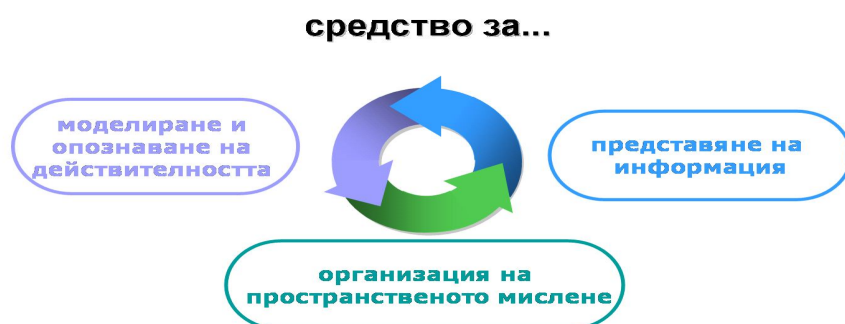 средство за...
моделиране и
опознаване на
действителността
представяне на
информация
организация на
пространственото мислене